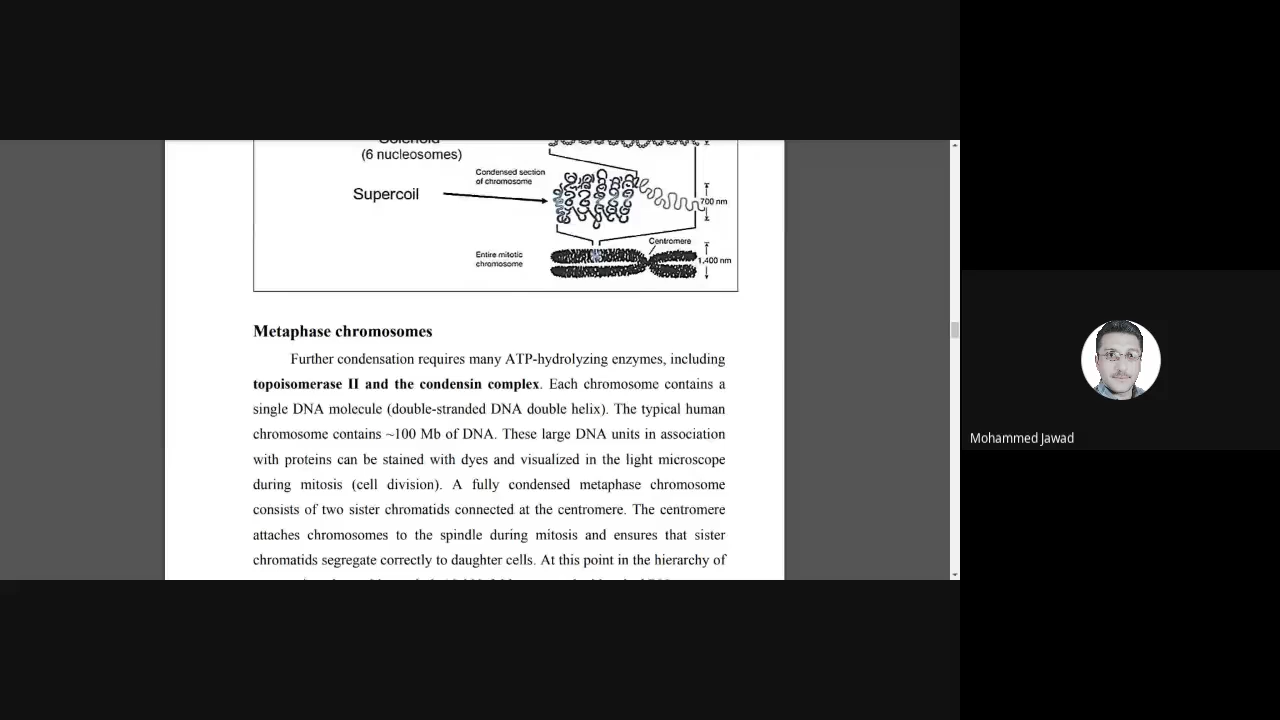 Solenoid
(6 nucleosomes)
Condensed section
of chromosome
Supercoil
700 nm
Centromere
Entire mitotic
chromosome
1,400 nm
Metaphase chromosomes
Further condensation requires many ATP-hydrolyzing enzymes, including
topoisomerase II and the condensin complex. Each chromosome contains a
single DNA molecule (double-stranded DNA double helix). The typical human
chromosome contains ~100 Mb of DNA. These large DNA units in association
with proteins can be stained with dyes and visualized in the light microscope
during mitosis (cell division). A fully condensed metaphase chromosome
consists of two sister chromatids connected at the centromere. The centromere
attaches chromosomes to the spindle during mitosis and ensures that sister
chromatids segregate correctly to daughter cells. At this point in the hierarchy of
Mohammed Jawad